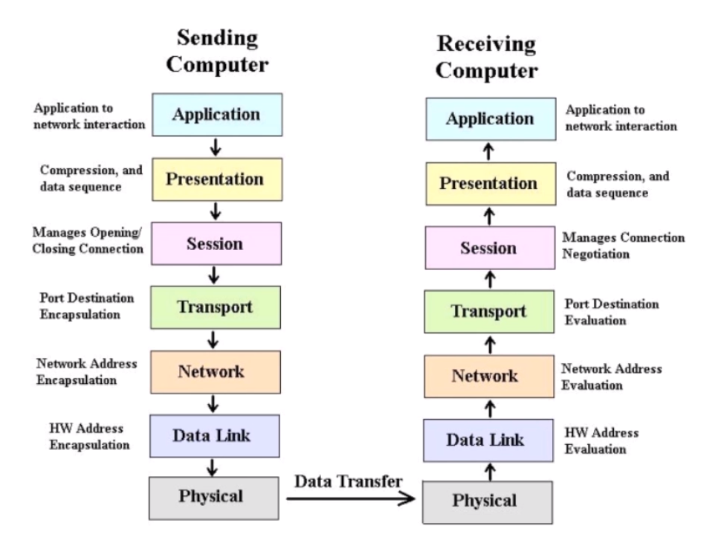 Sending
Computer
Receiving
Computer
Application to
network interaction
Application
Application
Application to
network interaction
Compression, and
data sequence
Presentation
Presentation
Compression, and
data sequence
Manages Opening/
Closing Connection
Session
Session
Manages Connection
Negotiation
Port Destination
Encapsulation
Transport
Transport
Port Destination
Evaluation
Network Address
Encapsulation
Network
Network
Network Address
Evaluation
HW Address
Encapsulation
Data Link
Data Link
HW Address
Evaluation
Physical
Data Transfer
Physical